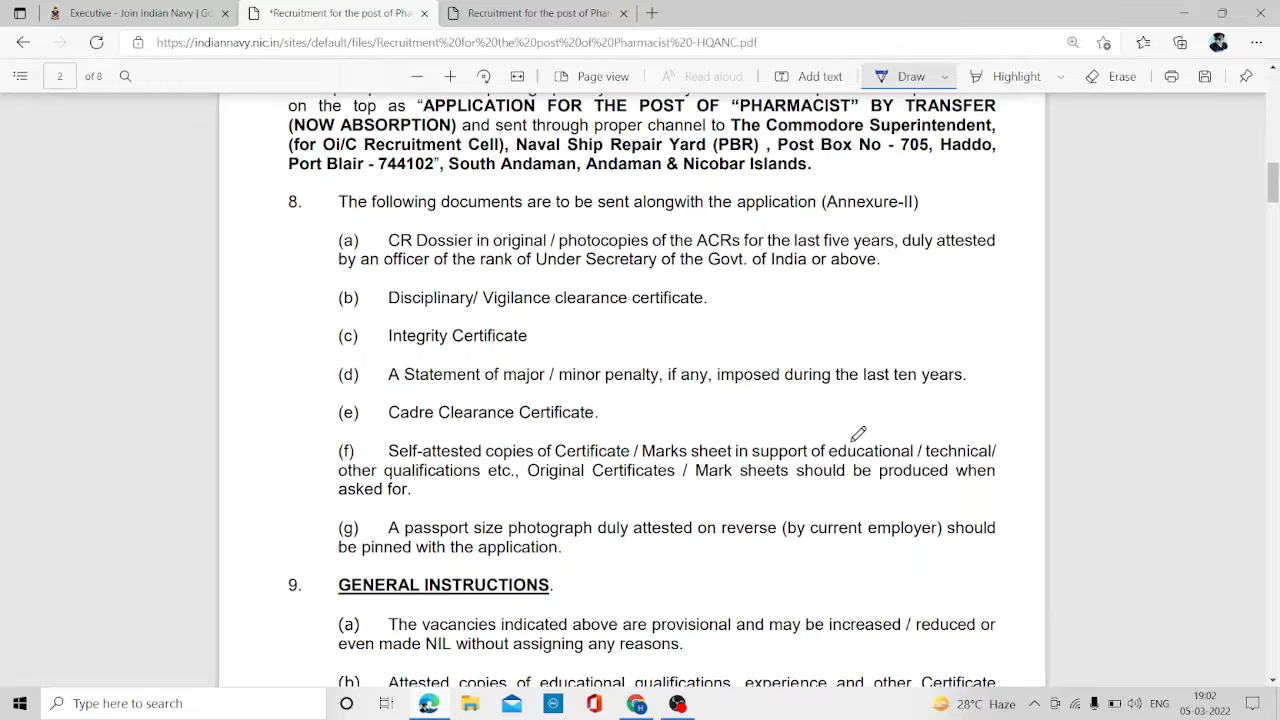 Executive - Join Indian Navy | Go
*Recruitment for the post of Pha
Recruitment for the post of Phar
https://indiannavy.nic.in/sites/default/files/Recruitment%20for%20the%20post%20of%20Pharmacist%20-HQANC.pdf
2 of 8 Page view Read aloud Add text Draw Highlight Erase
on the top as “APPLICATION FOR THE POST OF “PHARMACIST” BY TRANSFER
(NOW ABSORPTION) and sent through proper channel to The Commodore Superintendent,
(for Oi/C Recruitment Cell), Naval Ship Repair Yard (PBR) , Post Box No - 705, Haddo,
Port Blair - 744102”, South Andaman, Andaman & Nicobar Islands.
8. The following documents are to be sent alongwith the application (Annexure-II)
(a) CR Dossier in original / photocopies of the ACRs for the last five years, duly attested
by an officer of the rank of Under Secretary of the Govt. of India or above.
(b) Disciplinary/ Vigilance clearance certificate.
(c) Integrity Certificate
(d) A Statement of major / minor penalty, if any, imposed during the last ten years.
(e) Cadre Clearance Certificate.
(f) Self-attested copies of Certificate / Marks sheet in support of educational / technical/
other qualifications etc., Original Certificates / Mark sheets should be produced when
asked for.
(g) A passport size photograph duly attested on reverse (by current employer) should
be pinned with the application.
9. GENERAL INSTRUCTIONS.
(a) The vacancies indicated above are provisional and may be increased / reduced or
even made NIL without assigning any reasons.
(b) Attested copies of educational qualifications, experience and other Certificate
Type here to search
28°C Haze
ENG
19:02
05-03-2022